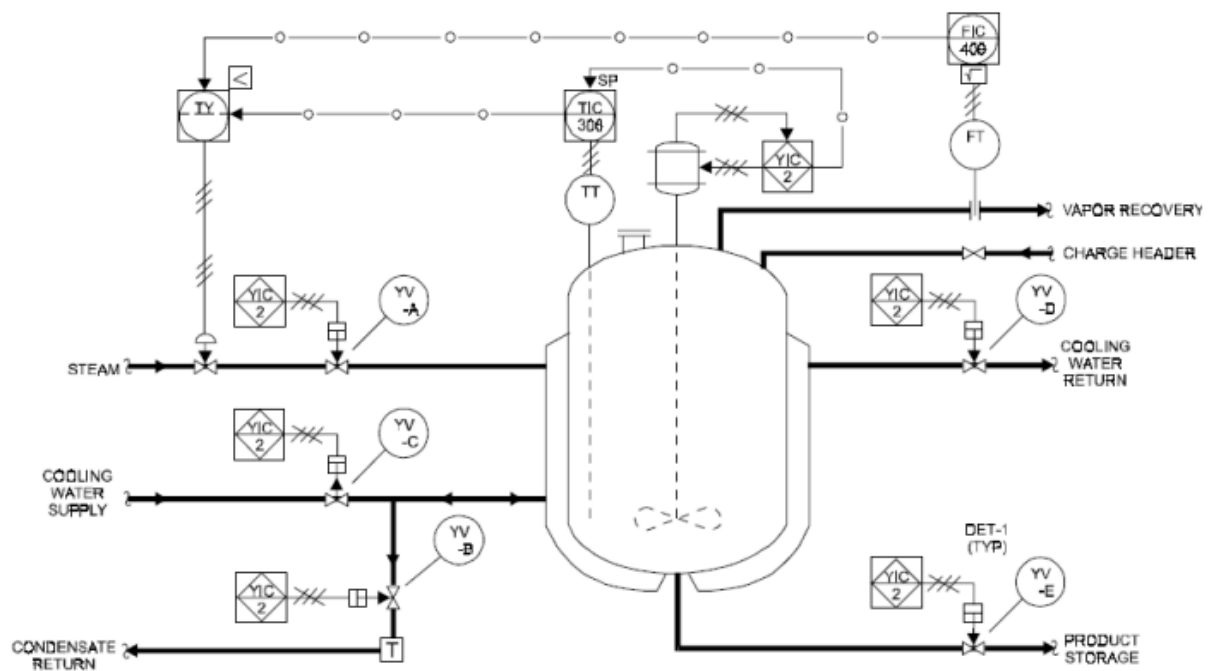 FIC
400
√
<
TY
SP
TIC
306
YIC
2
FT
TT
VAPOR RECOVERY
CHARGE HEADER
YIC
2
YV
-A
YIC
2
YV
-D
STEAM
COOLING
WATER
RETURN
YIC
2
YV
-C
COOLING
WATER
SUPPLY
YV
-B
DET-1
(TYP)
YIC
2
YIC
2
YV
-E
T
CONDENSATE
RETURN
PRODUCT
STORAGE